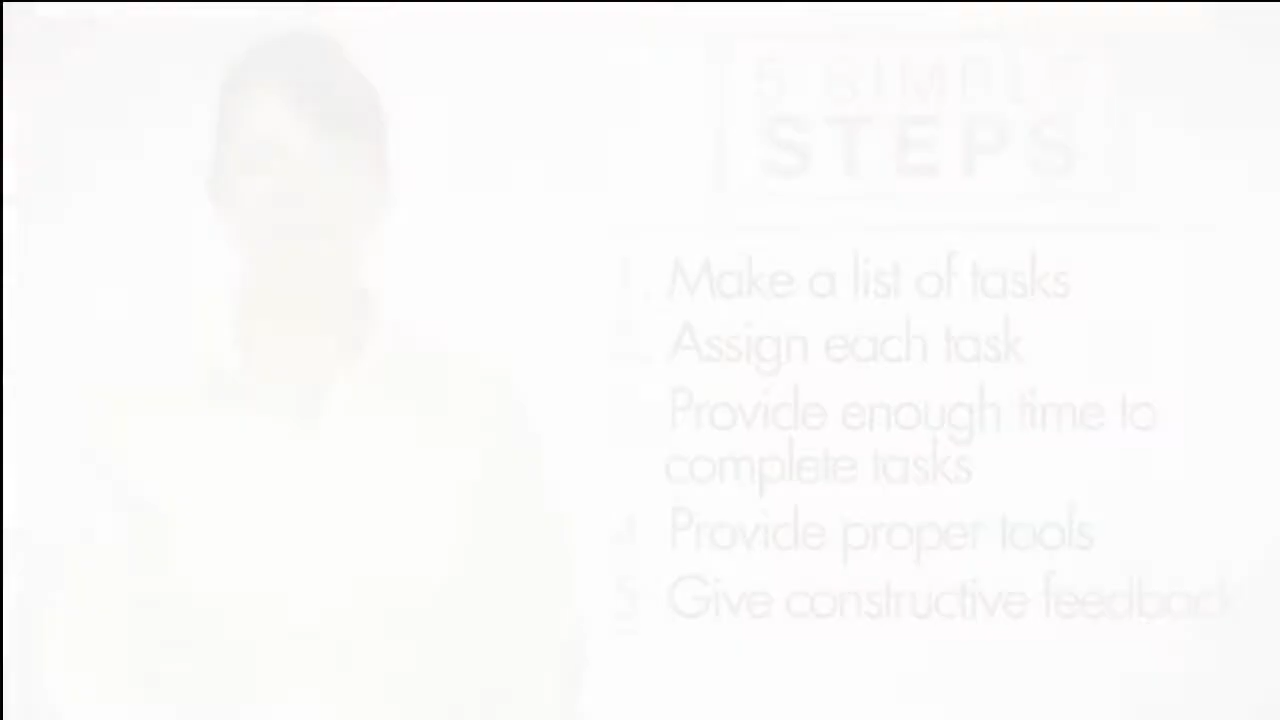 5 SIMPLE
STEPS
Make a list of tasks
Assign each task
Provide enough time to
complete tasks
Provide proper tools
Give constructive feedback